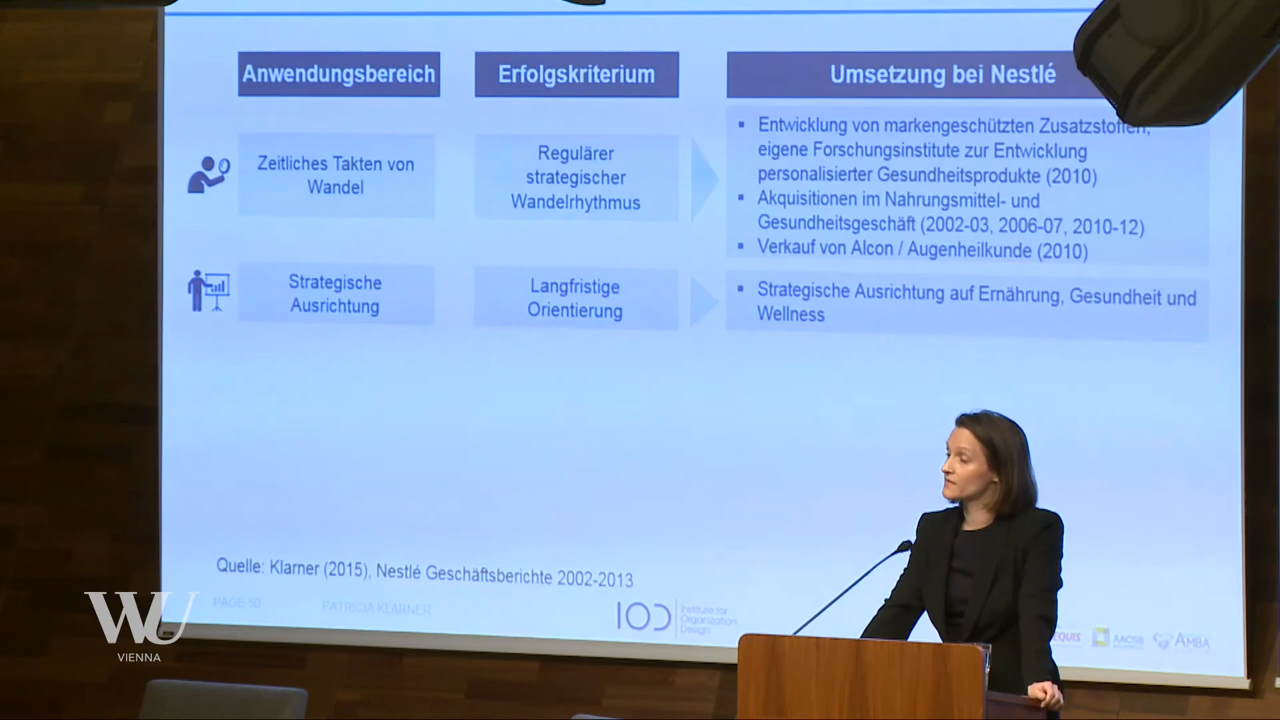 Anwendungsbereich
Erfolgskriterium
Umsetzung bei Nestlé
Zeitliches Takten von
Wandel
Regulärer
strategischer
Wandelrhythmus
▪ Entwicklung von markengeschützten Zusatzstoffen,
eigene Forschungsinstitute zur Entwicklung
personalisierter Gesundheitsprodukte (2010)
▪ Akquisitionen im Nahrungsmittel- und
Gesundheitsgeschäft (2002-03, 2006-07, 2010-12)
▪ Verkauf von Alcon / Augenheilkunde (2010)
Strategische
Ausrichtung
Langfristige
Orientierung
▪ Strategische Ausrichtung auf Ernährung, Gesundheit und
Wellness
Quelle: Klarner (2015), Nestlé Geschäftsberichte 2002-2013
PAGE 50
PATRICIA KLARNER
IOD
Institute for
Organization
Design
EQUIS
AACSB
AMBA
WU
VIENNA